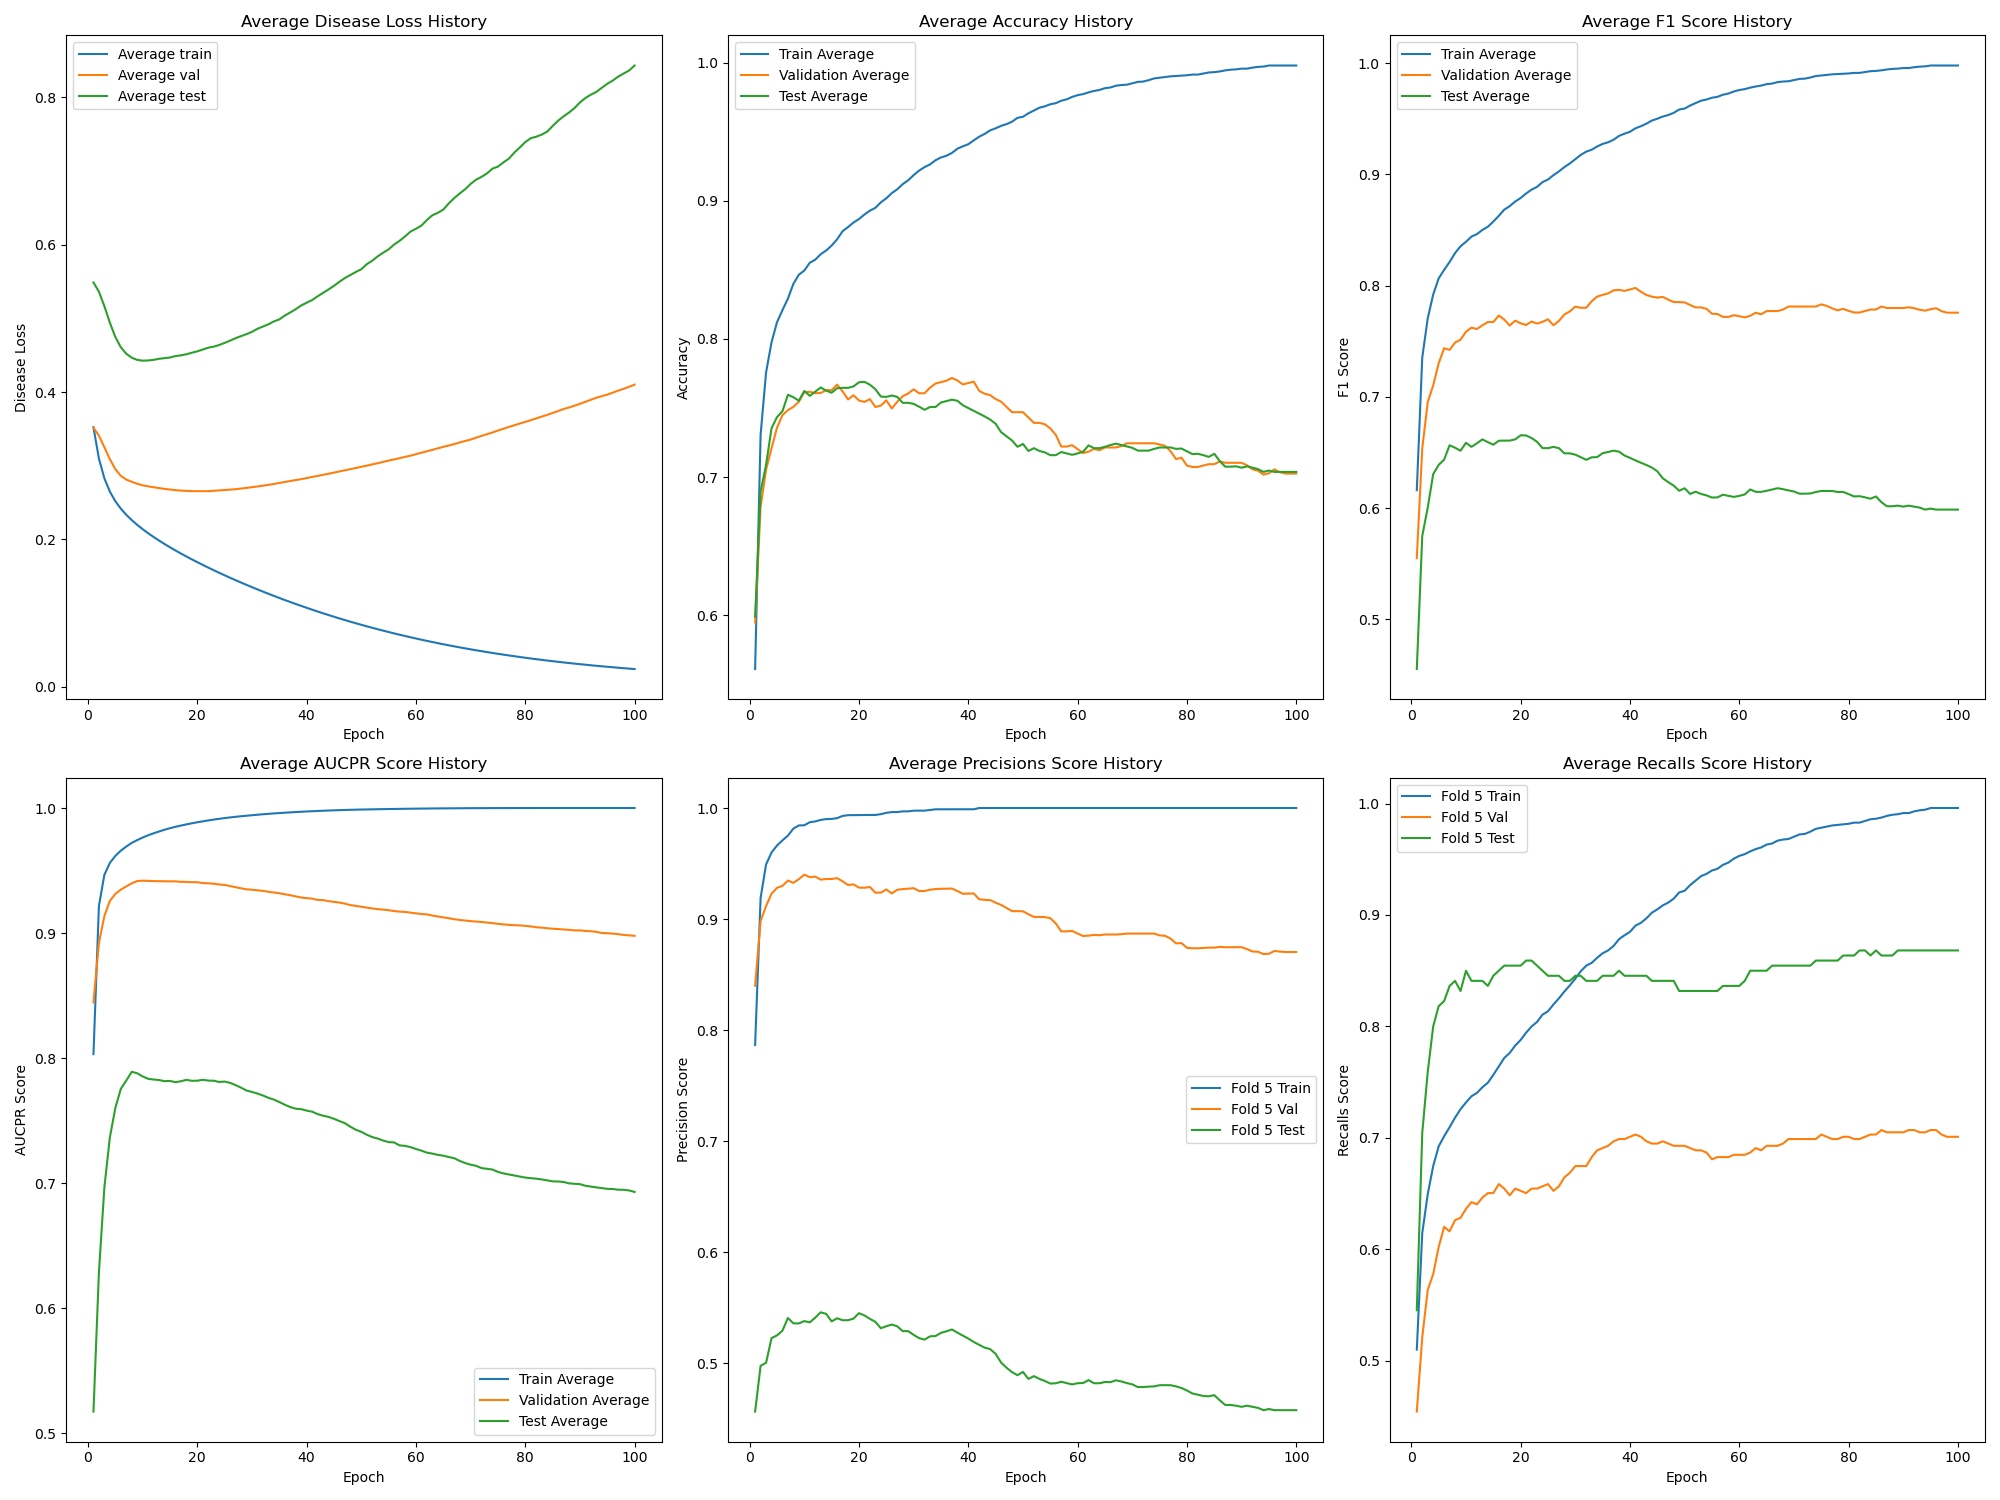 Average Disease Loss History
Average train
Average val
Average test
Disease Loss
0.8
0.6
0.4
0.2
0.0
0 20 40 60 80 100
Epoch
Average Accuracy History
Train Average
Validation Average
Test Average
Accuracy
1.0
0.9
0.8
0.7
0.6
0 20 40 60 80 100
Epoch
Average F1 Score History
Train Average
Validation Average
Test Average
F1 Score
1.0
0.9
0.8
0.7
0.6
0.5
0 20 40 60 80 100
Epoch
Average AUCPR Score History
AUCPR Score
1.0
0.9
0.8
0.7
0.6
0.5
Train Average
Validation Average
Test Average
0 20 40 60 80 100
Epoch
Average Precisions Score History
Precision Score
1.0
0.9
0.8
0.7
0.6
0.5
Fold 5 Train
Fold 5 Val
Fold 5 Test
0 20 40 60 80 100
Epoch
Average Recalls Score History
Fold 5 Train
Fold 5 Val
Fold 5 Test
Recalls Score
1.0
0.9
0.8
0.7
0.6
0.5
0 20 40 60 80 100
Epoch